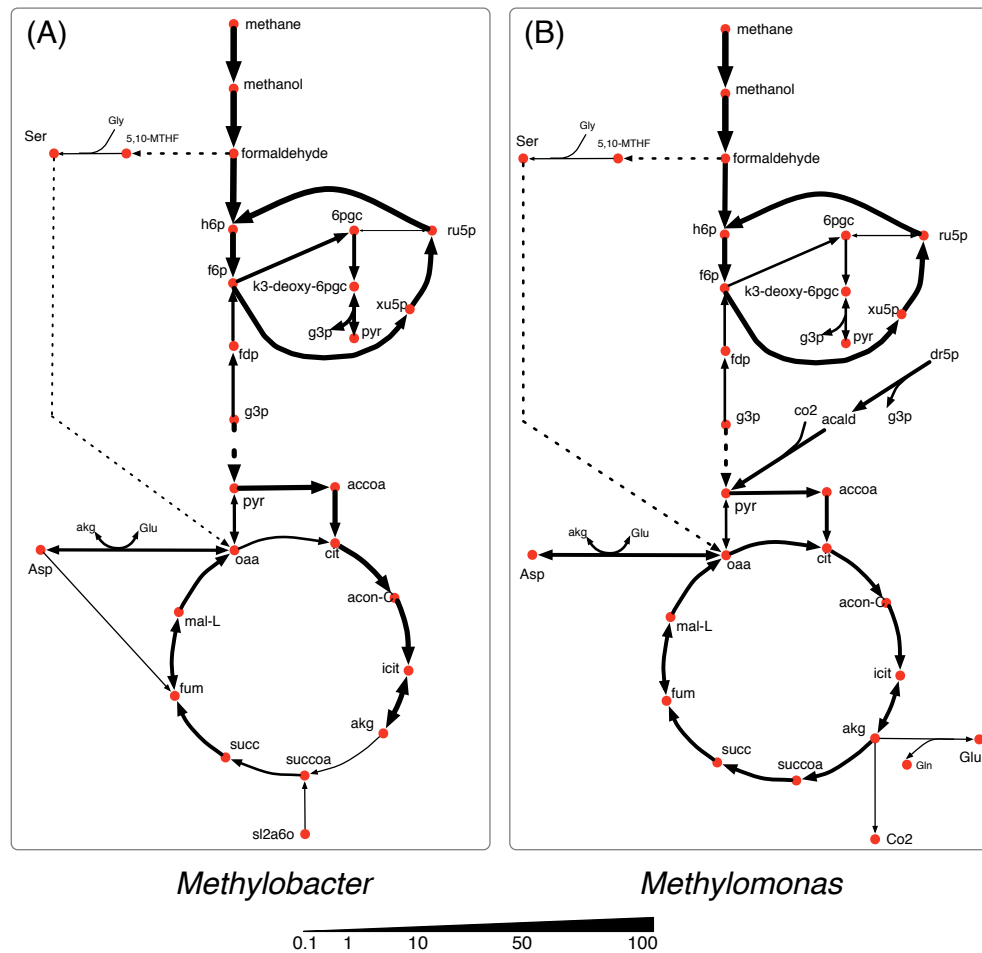 (A)
methane
methanol
Ser
Gly
5,10-MTHF
formaldehyde
h6p
6pgc
ru5p
f6p
k3-deoxy-6pgc
xu5p
g3p
pyr
fdp
g3p
pyr
accoa
akg
Glu
Asp
oaa
cit
acon-C
mal-L
icit
fum
akg
succ
succoa
sl2a6o
(B)
methane
methanol
Ser
Gly
5,10-MTHF
formaldehyde
h6p
6pgc
ru5p
f6p
k3-deoxy-6pgc
xu5p
g3p
pyr
fdp
dr5p
g3p
co2
acald
g3p
pyr
accoa
akg
Glu
Asp
oaa
cit
acon-C
mal-L
icit
fum
akg
succ
succoa
Gln
Glu
Co2
Methylobacter
Methylomonas
0.1 1 10 50 100